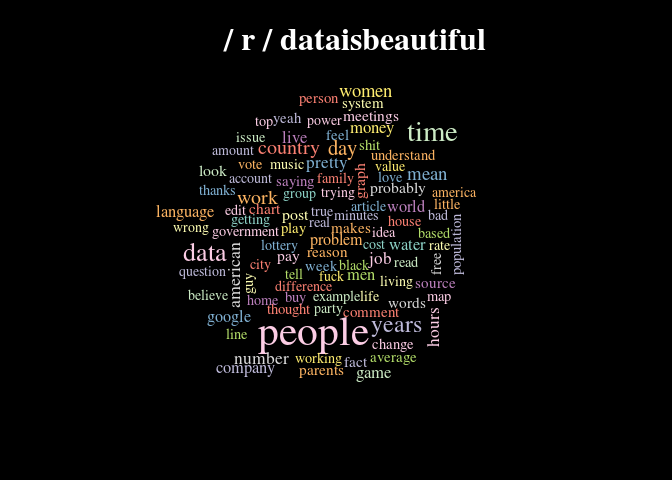 / r / dataisbeautiful
women
person
system
top yeah power meetings
money time
issue live feel
amount country day shit
understand
vote music pretty graph value
look account saying family love mean
thanks group trying probably america
work
language edit chart post true minutes article world little
getting real house bad
wrong government play makes idea based population
data american lottery problem cost water rate
reason
question city pay week black job read free
guy tell fuck men living source
difference
believe home buy example life words map
google thought party comment hours
line people years
change
number working fact average
company parents game